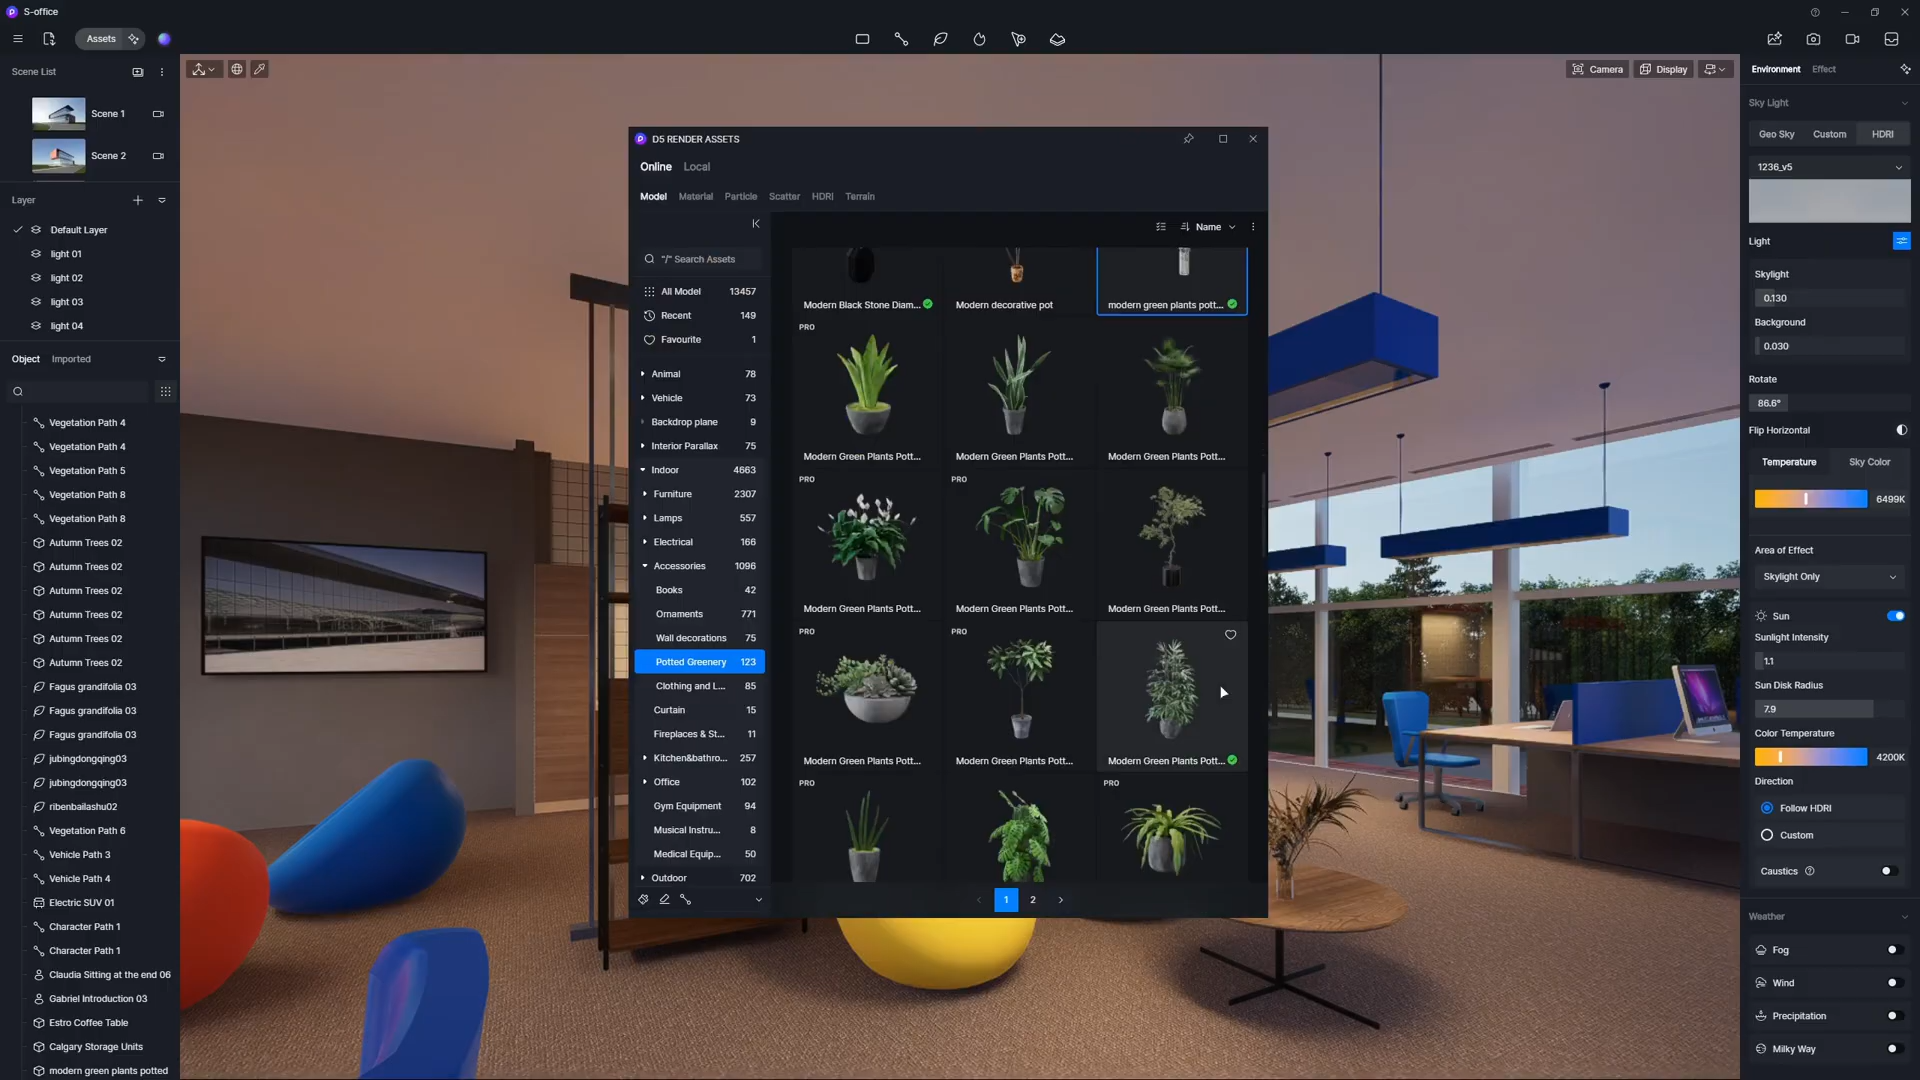 S-office
Assets
Scene List
Scene 1
Scene 2
Layer
Default Layer
light 01
light 02
light 03
light 04
Object Imported
Vegetation Path 4
Vegetation Path 4
Vegetation Path 5
Vegetation Path 8
Vegetation Path 8
Autumn Trees 02
Autumn Trees 02
Autumn Trees 02
Autumn Trees 02
Autumn Trees 02
Autumn Trees 02
Fagus grandifolia 03
Fagus grandifolia 03
Fagus grandifolia 03
jubingdongqing03
jubingdongqing03
ribenbailashu02
Vegetation Path 6
Vehicle Path 3
Vehicle Path 4
Electric SUV 01
Character Path 1
Character Path 1
Claudia Sitting at the end 06
Gabriel Introduction 03
Estro Coffee Table
Calgary Storage Units
modern green plants potted
Camera Display
D5 RENDER ASSETS
Online Local
Model Material Particle Scatter HDRI Terrain
Name
"/" Search Assets
All Model 13457
Recent 149
Favourite 1
Animal 78
Vehicle 73
Backdrop plane 9
Interior Parallax 75
Indoor 4663
Furniture 2307
Lamps 557
Electrical 166
Accessories 1096
Books 42
Ornaments 771
Wall decorations 75
Potted Greenery 123
Clothing and L... 85
Curtain 15
Fireplaces & St... 11
Kitchen&bathro... 257
Office 102
Gym Equipment 94
Musical Instru... 8
Medical Equip... 50
Outdoor 702
Modern Black Stone Diam... Modern decorative pot modern green plants pott...
PRO
Modern Green Plants Pott... Modern Green Plants Pott... Modern Green Plants Pott...
PRO PRO
Modern Green Plants Pott... Modern Green Plants Pott... Modern Green Plants Pott...
PRO PRO
Modern Green Plants Pott... Modern Green Plants Pott... Modern Green Plants Pott...
PRO PRO
1 2
Environment Effect
Sky Light
Geo Sky Custom HDRI
1236_v5
Light
Skylight
0.130
Background
0.030
Rotate
86.6°
Flip Horizontal
Temperature Sky Color
6499K
Area of Effect
Skylight Only
Sun
Sunlight Intensity
1.1
Sun Disk Radius
7.9
Color Temperature
4200K
Direction
Follow HDRI
Custom
Caustics
Weather
Fog
Wind
Precipitation
Milky Way